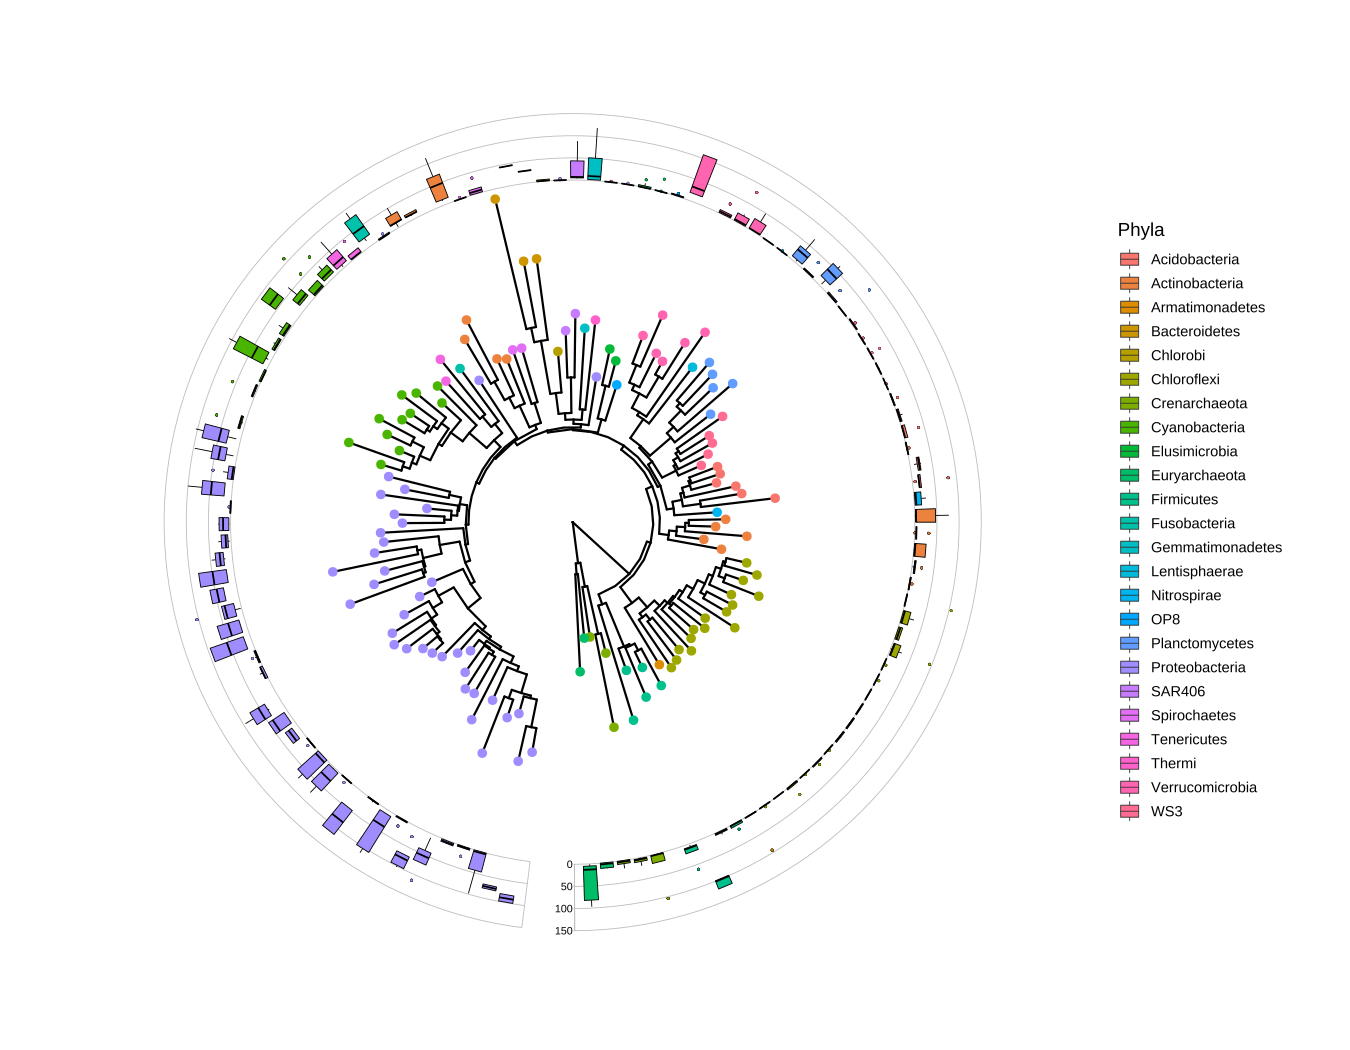 Phyla
Acidobacteria
Actinobacteria
Armatimonadetes
Bacteroidetes
Chlorobi
Chloroflexi
Crenarchaeota
Cyanobacteria
Elusimicrobia
Euryarchaeota
Firmicutes
Fusobacteria
Gemmatimonadetes
Lentisphaerae
Nitrospirae
OP8
Planctomycetes
Proteobacteria
SAR406
Spirochaetes
Tenericutes
Thermi
Verrucomicrobia
WS3
0
50
100
150